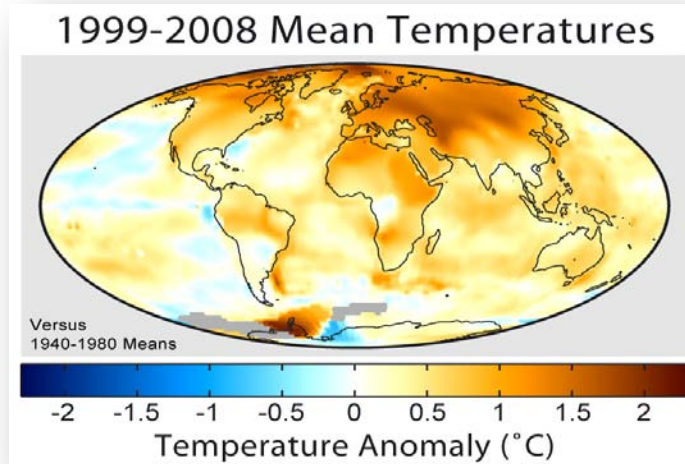 1999-2008 Mean Temperatures
Versus
1940-1980 Means
-2 -1.5 -1 -0.5 0 0.5 1 1.5 2
Temperature Anomaly (˚C)